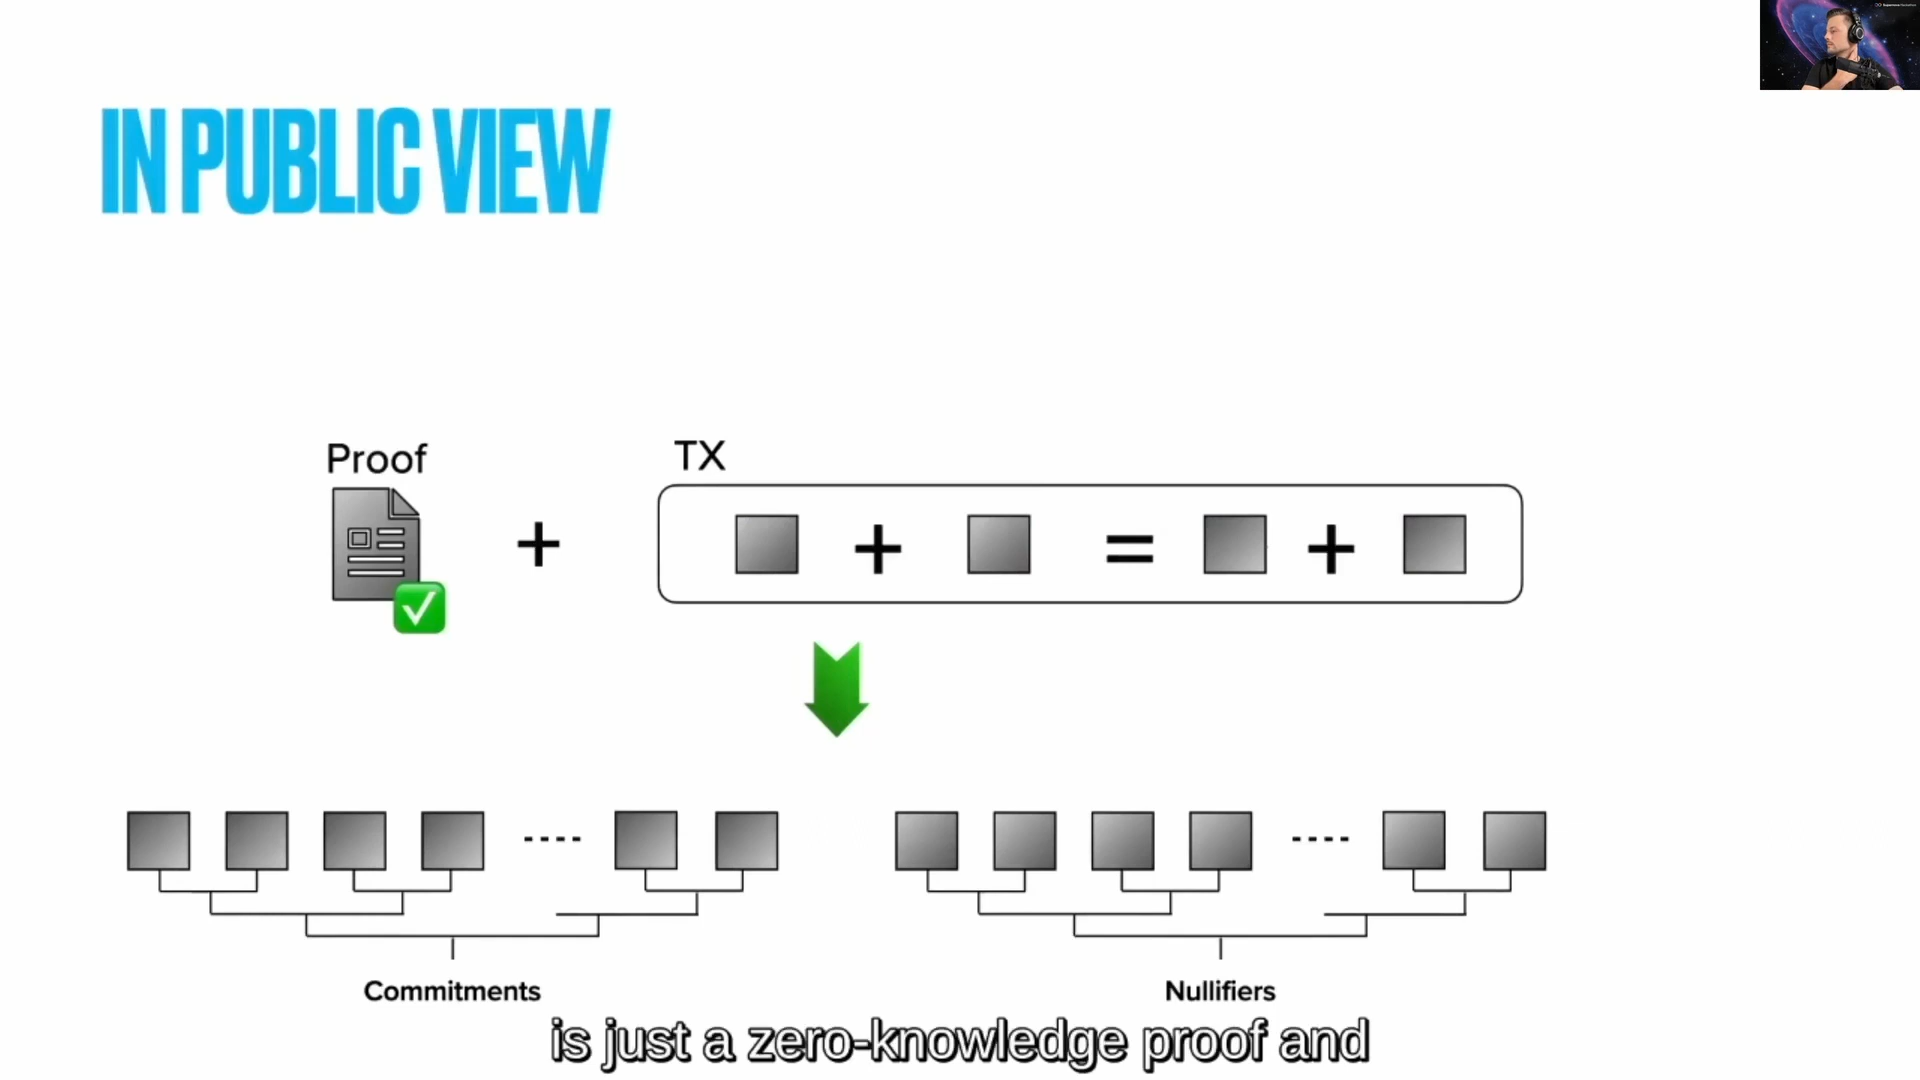 IN PUBLIC VIEW
Proof
TX
+
+
=
+
Commitments
Nullifiers
is just a zero-knowledge proof and